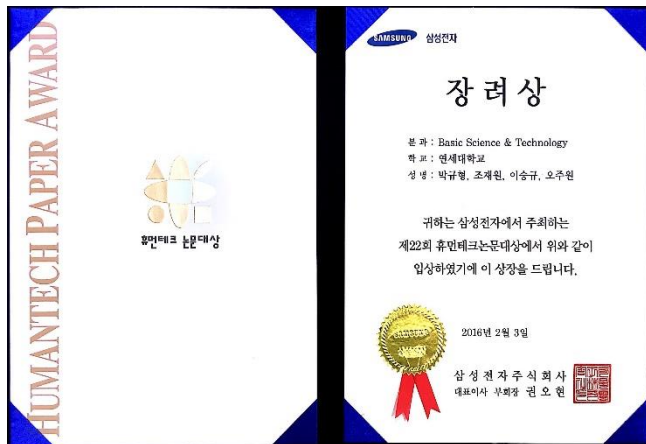 HUMANTECH PAPER AWARD
휴먼테크 논문대상
SAMSUNG 삼성전자
장려상
분 과 : Basic Science & Technology
학 교 : 연세대학교
성 명 : 박규형, 조재원, 이승규, 오주원
귀하는 삼성전자에서 주최하는
제22회 휴먼테크논문대상에서 위와 같이
입상하였기에 이 상장을 드립니다.
2016년 2월 3일
SAMSUNG
삼성전자주식회사
대표이사 부회장 권오현